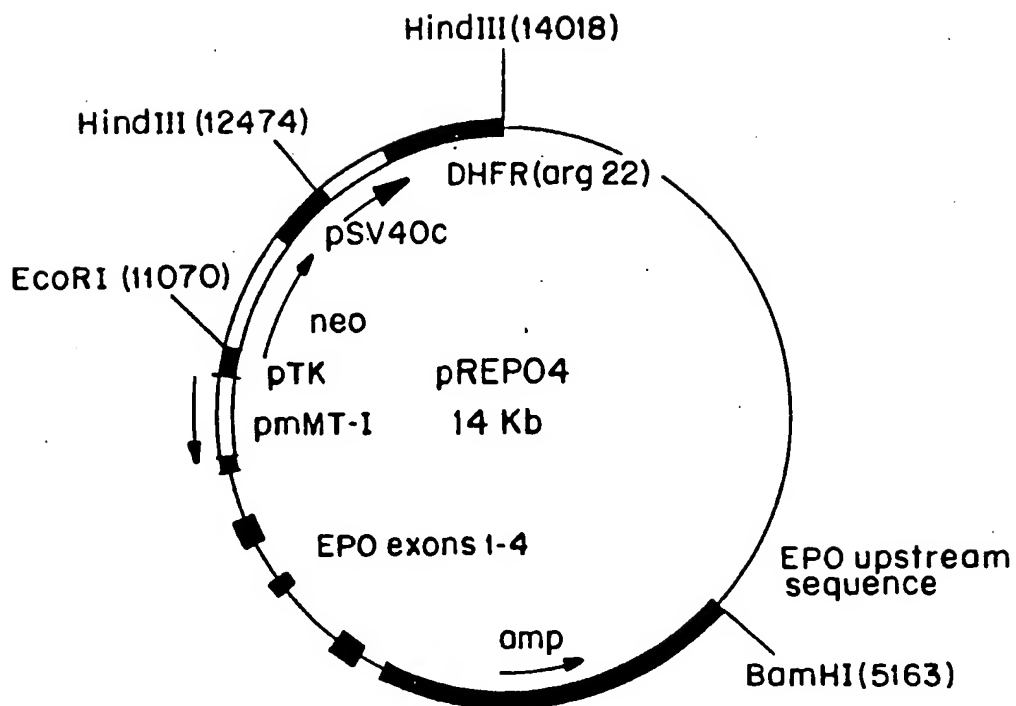 HindIII(14018)
HindIII(12474)
DHFR(arg 22)
pSV40c
EcoRI (11070)
neo
pTK
pREPO4
pmMT-I
14 Kb
EPO exons 1-4
EPO upstream
sequence
amp
BamHI(5163)